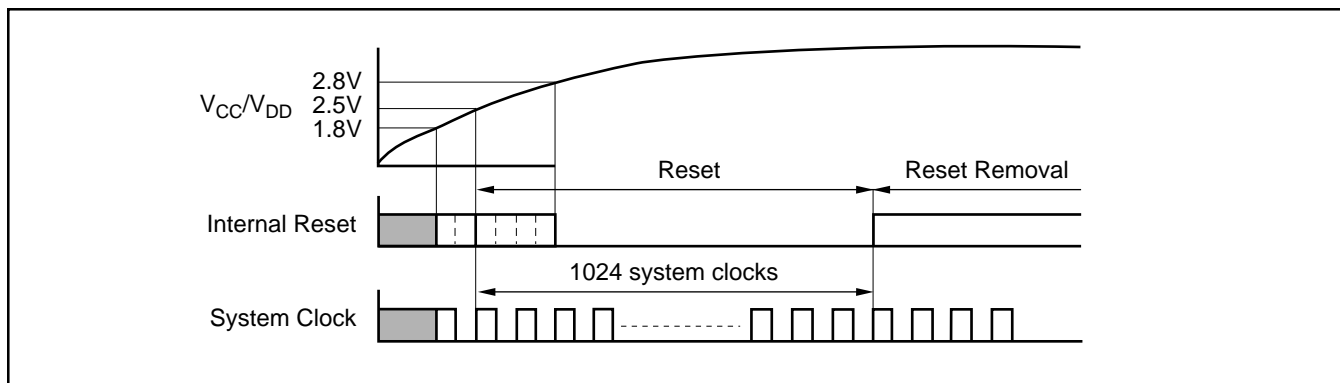 2.8V
VCC/VDD 2.5V
1.8V
Reset Reset Removal
Internal Reset
1024 system clocks
System Clock